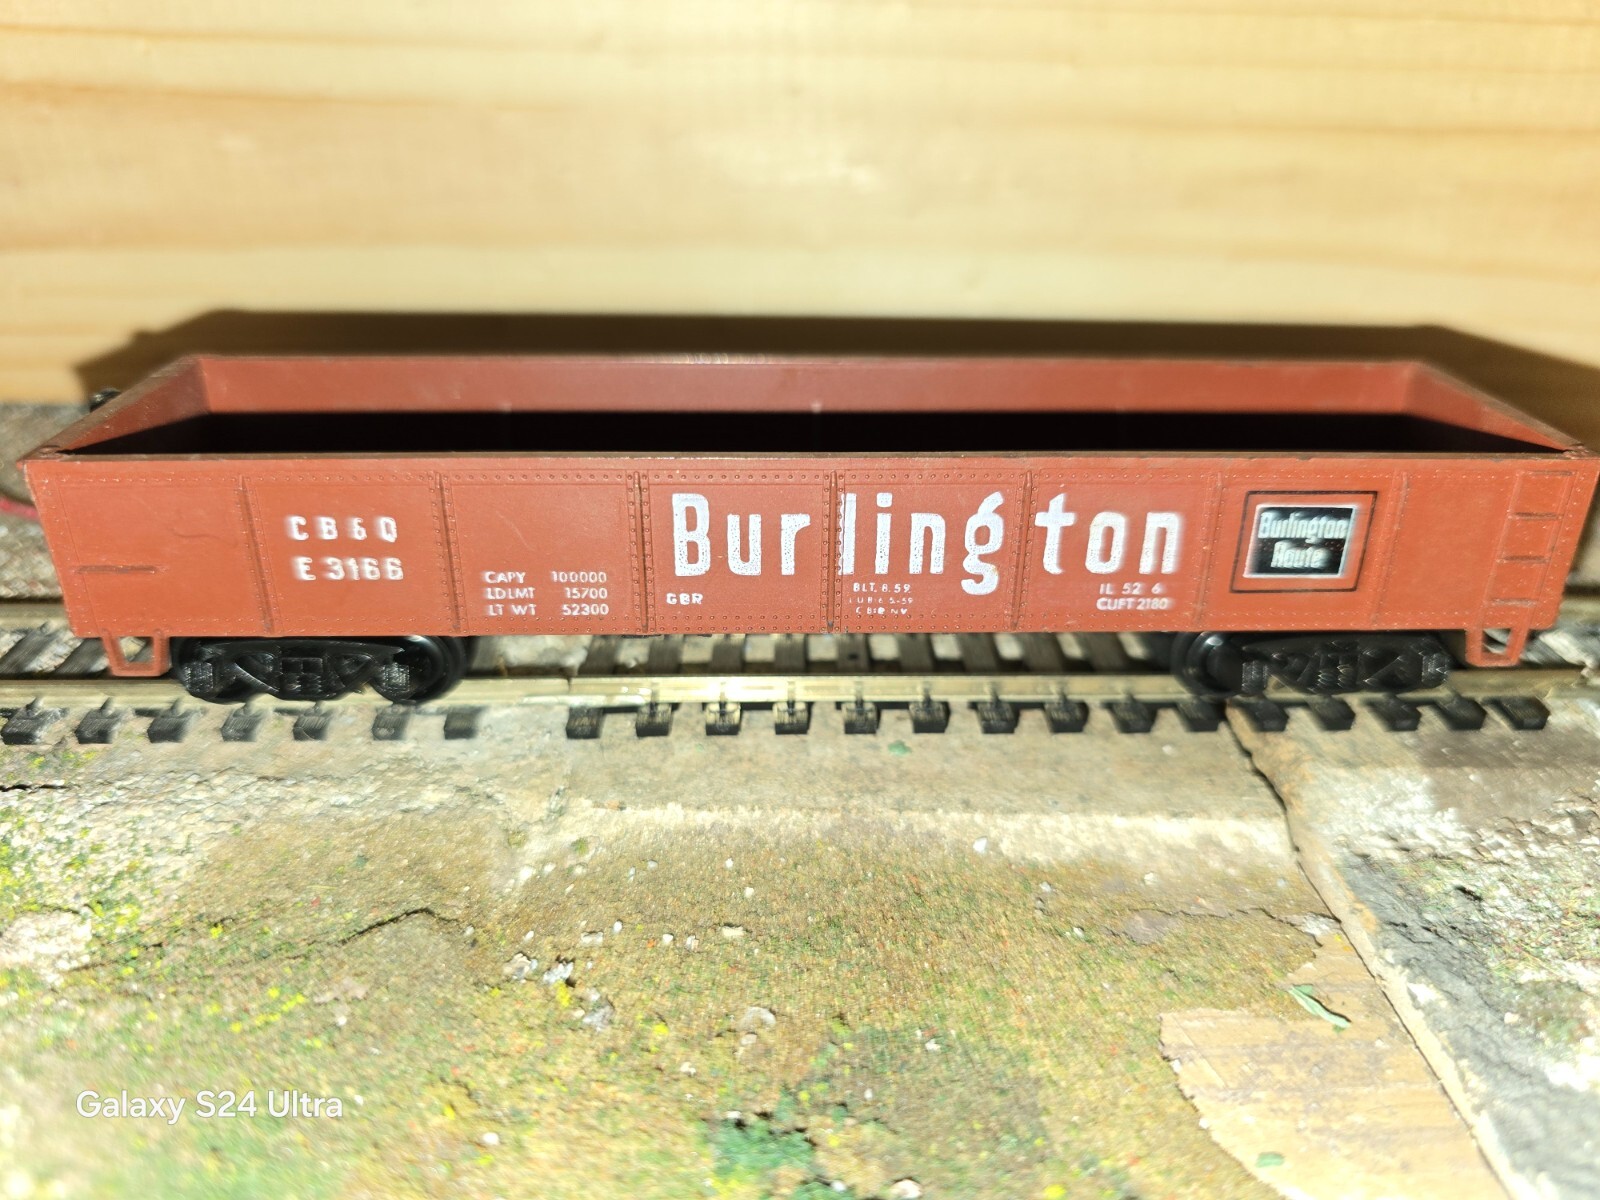 CB&Q
E 3166
CAPY 100000
LD LMT 15700
LT WT 52300
Burlington
GBR
BLT. 8.59
IL 52 6
CUFT 2180
Burlington
Route
Galaxy S24 Ultra